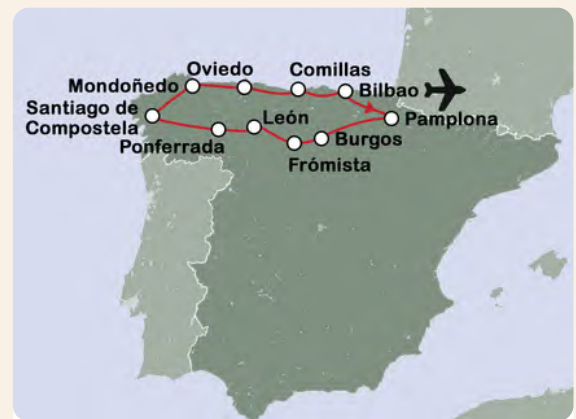 Oviedo
Comillas
Mondoñedo
Bilbao
Santiago de
Compostela
León
Pamplona
Ponferrada
Burgos
Frómista